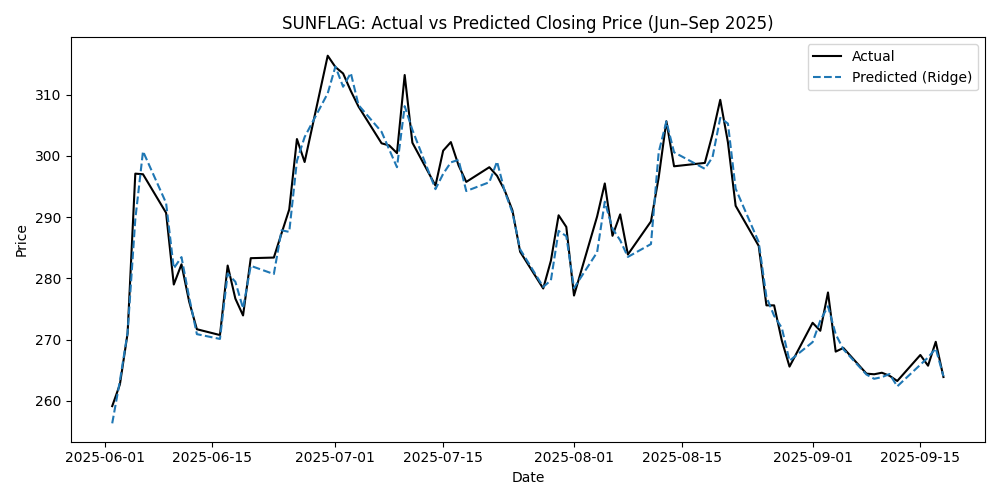 SUNFLAG: Actual vs Predicted Closing Price (Jun–Sep 2025)
Actual
Predicted (Ridge)
Price
310
300
290
280
270
260
2025-06-01 2025-06-15 2025-07-01 2025-07-15 2025-08-01 2025-08-15 2025-09-01 2025-09-15
Date